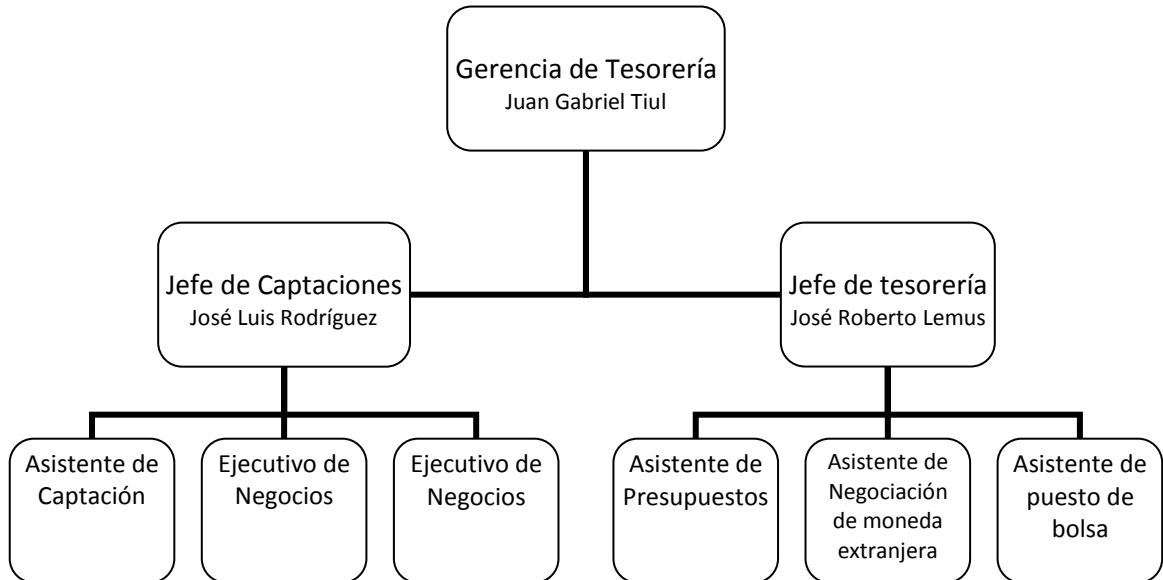 Gerencia de Tesorería
Juan Gabriel Tiul
Jefe de Captaciones
José Luis Rodríguez
Jefe de tesorería
José Roberto Lemus
Asistente de
Captación
Ejecutivo de
Negocios
Ejecutivo de
Negocios
Asistente de
Presupuestos
Asistente de
Negociación
de moneda
extranjera
Asistente de
puesto de
bolsa